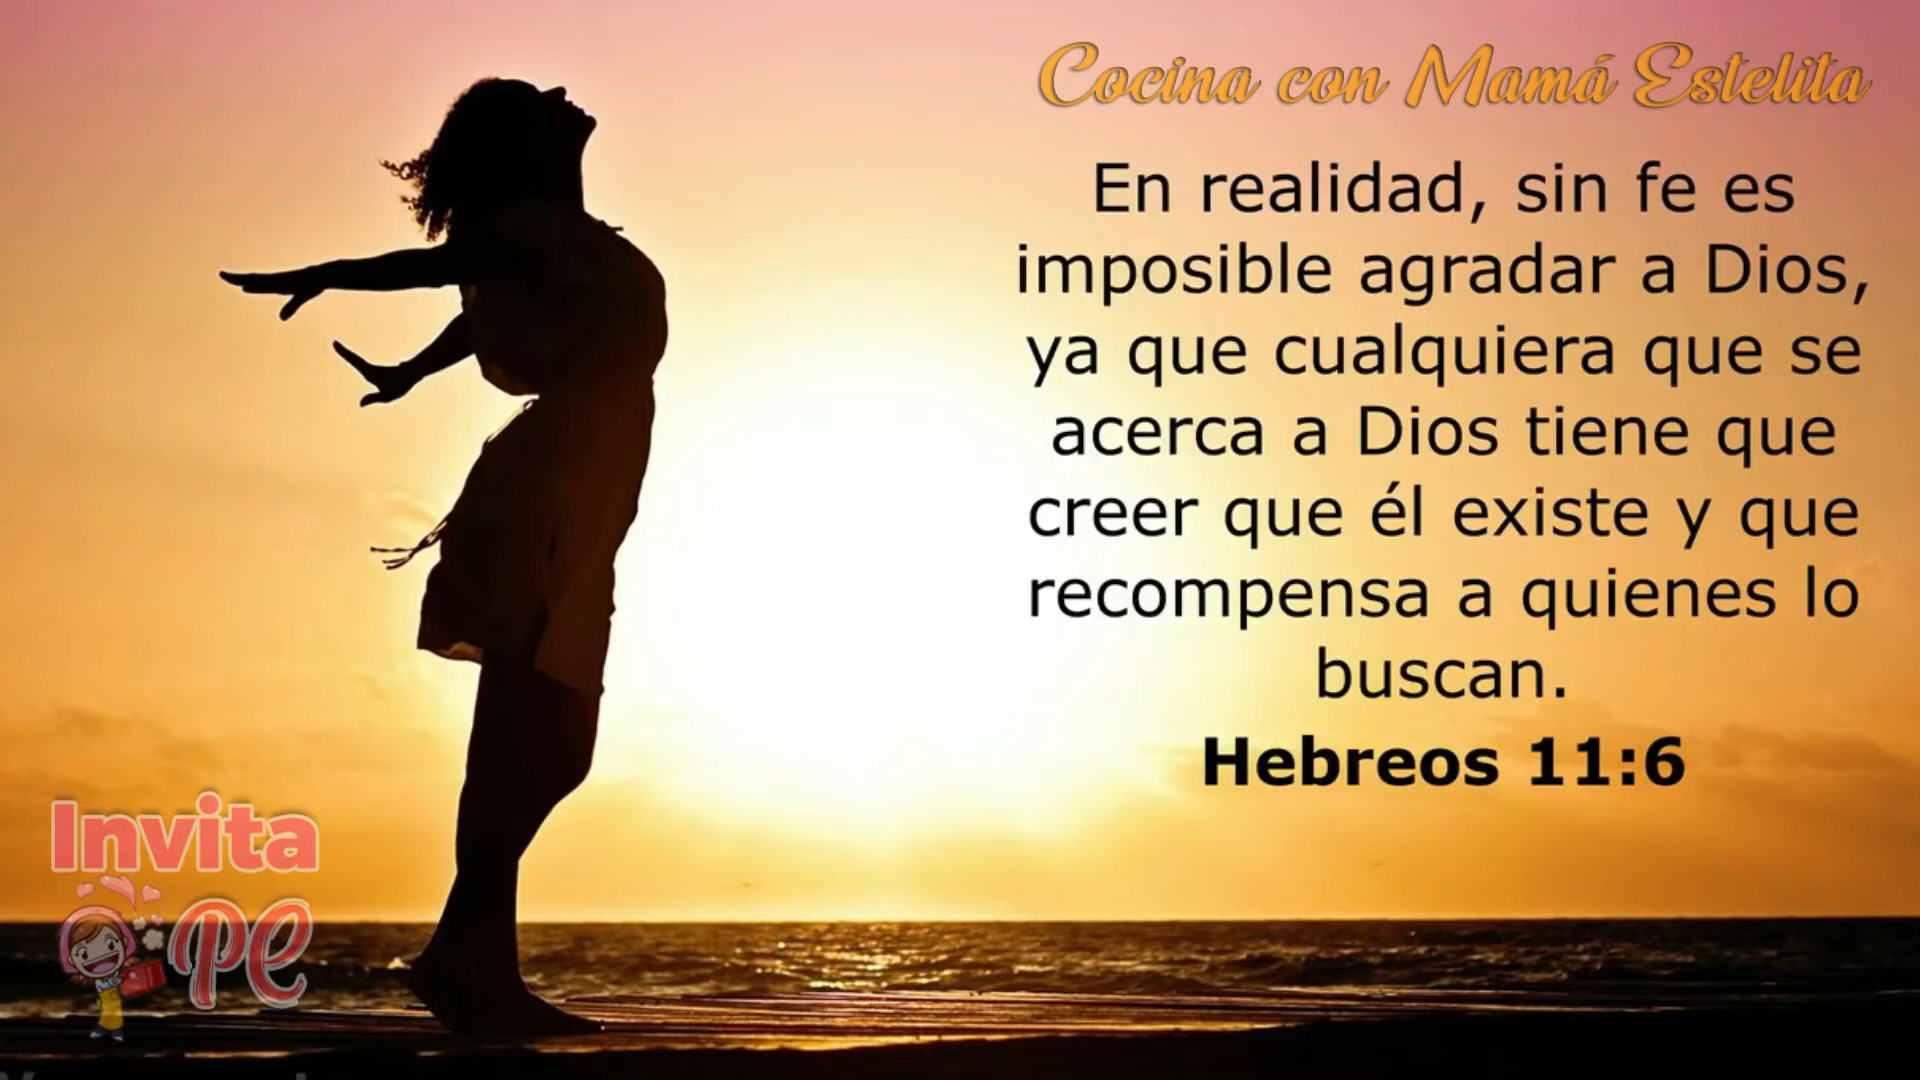 Cocina con Mamá Estelita
En realidad, sin fe es
imposible agradar a Dios,
ya que cualquiera que se
acerca a Dios tiene que
creer que él existe y que
recompensa a quienes lo
buscan.
Hebreos 11:6
Invita
PE